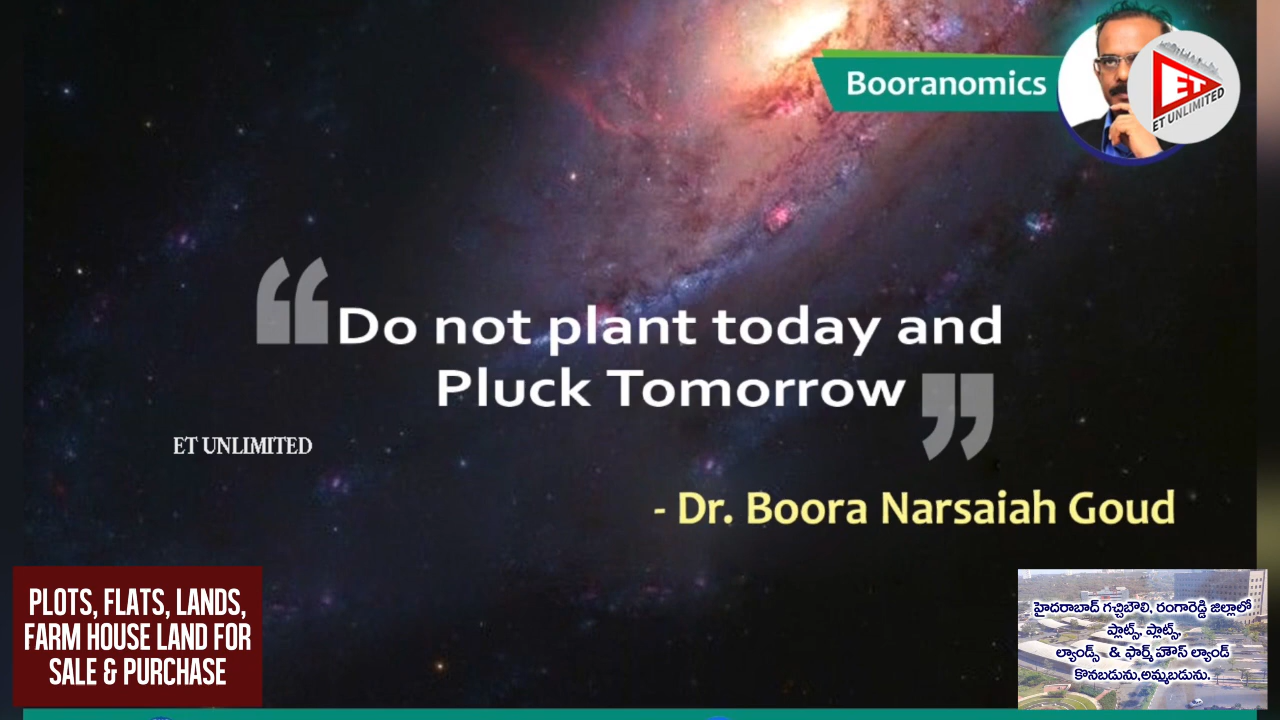 Booranomics
ET
ET UNLIMITED
“Do not plant today and
Pluck Tomorrow”
ET UNLIMITED
- Dr. Boora Narsaiah Goud
PLOTS, FLATS, LANDS,
FARM HOUSE LAND FOR
SALE & PURCHASE
హైదరాబాద్ గచ్చిబౌలి, రంగారెడ్డి జిల్లాలో
ప్లాట్స్, ఫ్లాట్స్,
ల్యాండ్స్ & ఫార్మ్ హౌస్ ల్యాండ్
కొనబడును,అమ్మబడును.